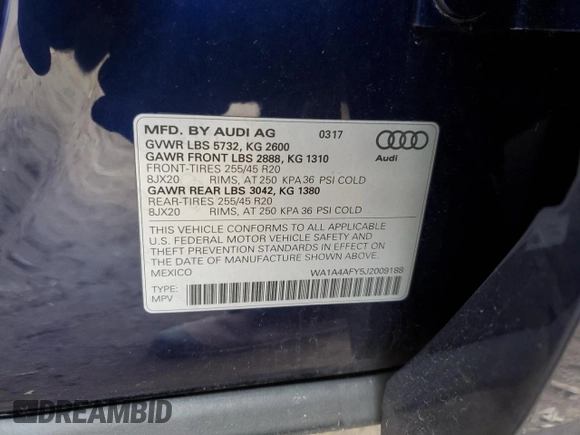 MFD. BY AUDI AG 0317
GVWR LBS 5732, KG 2600
GAWR FRONT LBS 2888, KG 1310
FRONT-TIRES 255/45 R20
8JX20 RIMS, AT 250 KPA 36 PSI COLD
GAWR REAR LBS 3042, KG 1380
REAR-TIRES 255/45 R20
8JX20 RIMS, AT 250 KPA 36 PSI COLD
Audi
THIS VEHICLE CONFORMS TO ALL APPLICABLE
U.S. FEDERAL MOTOR VEHICLE SAFETY AND
THEFT PREVENTION STANDARDS IN EFFECT ON
THE DATE OF MANUFACTURE SHOWN ABOVE.
MEXICO WA1A4AFY5J2009188
TYPE:
MPV
DREAMBID